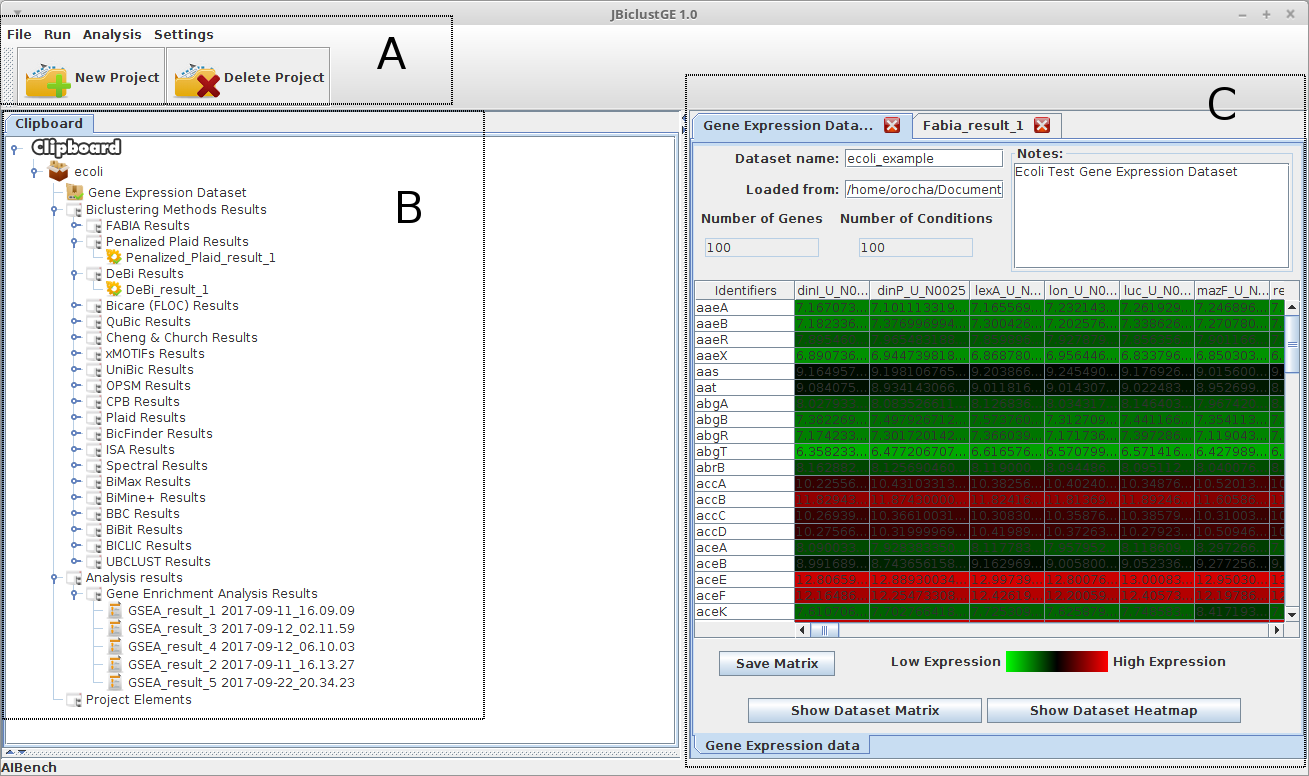 JBiclustGE 1.0
File Run Analysis Settings
A
New Project Delete Project
C
Clipboard
Clipboard
ecoli
Gene Expression Dataset
Biclustering Methods Results
B
FABIA Results
Penalized Plaid Results
Penalized_Plaid_result_1
DeBi Results
DeBi_result_1
Bicare (FLOC) Results
QuBic Results
Cheng & Church Results
xMOTIFs Results
UniBic Results
OPSM Results
CPB Results
Plaid Results
BicFinder Results
ISA Results
Spectral Results
BiMax Results
BiMine+ Results
BBC Results
BiBit Results
BICLIC Results
UBCLUST Results
Analysis results
Gene Enrichment Analysis Results
GSEA_result_1 2017-09-11_16.09.09
GSEA_result_3 2017-09-12_02.11.59
GSEA_result_4 2017-09-12_06.10.03
GSEA_result_2 2017-09-11_16.13.27
GSEA_result_5 2017-09-22_20.34.23
Project Elements
Gene Expression Data... Fabia_result_1
Dataset name: ecoli_example
Loaded from: /home/orocha/Document
Number of Genes Number of Conditions
100 100
Notes:
Ecoli Test Gene Expression Dataset
Identifiers dinI_U_N0... dinP_U_N0025 lexA_U_N... lon_U_N0... luc_U_N0... mazF_U_N... re
aaeA 7.167073... 7.101113319... 7.165569... 7.232143... 7.261929... 7.246896... 7.
aaeB 7.182336... 7.376996994... 7.300426... 7.202576... 7.338626... 7.270780... 7.
aaeR
aaeX 6.890736... 6.944739818... 6.868780... 6.956446... 6.833796... 6.850303... 6.
aas 9.164957... 9.198106765... 9.203866... 9.245490... 9.176926... 9.015600... 9.
aat 9.084075... 8.934143066... 9.011816... 9.014307... 9.022483... 8.952699... 8.
abgA
abgB 7.382269... 7.497926712... 7.573760... 7.312709... 7.441166... 7.354113...
abgR 7.174233... 7.301720142... 7.366039... 7.171736... 7.397286... 7.119043...
abgT 6.358233... 6.477206707... 6.616576... 6.570799... 6.571416... 6.427989... 6.
abrB
accA 10.22556... 10.43103313... 10.38256... 10.40240... 10.34876... 10.52013... 10
accB
accC 10.26939... 10.36610031... 10.30830... 10.35876... 10.38579... 10.31003... 10
accD 10.27566... 10.31999969... 10.41989... 10.37263... 10.27923... 10.50946... 10
aceA
aceB 8.991689... 8.743656158... 9.162969... 9.005800... 9.052336... 9.277256... 9.
aceE
aceF
aceK
Save Matrix Low Expression High Expression
Show Dataset Matrix Show Dataset Heatmap
Gene Expression data
AIBench